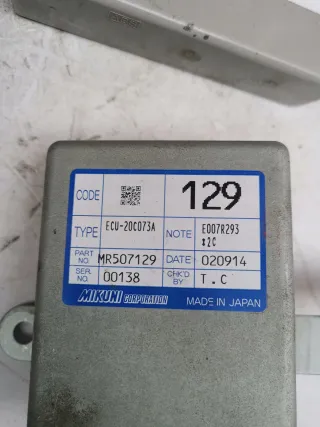 CODE 129
TYPE ECU-20C073A NOTE E007R293
:2C
PART NO. MR507129 DATE 020914
SER. NO. 00138 CHK'D BY T.C
MIKUNI CORPORATION MADE IN JAPAN